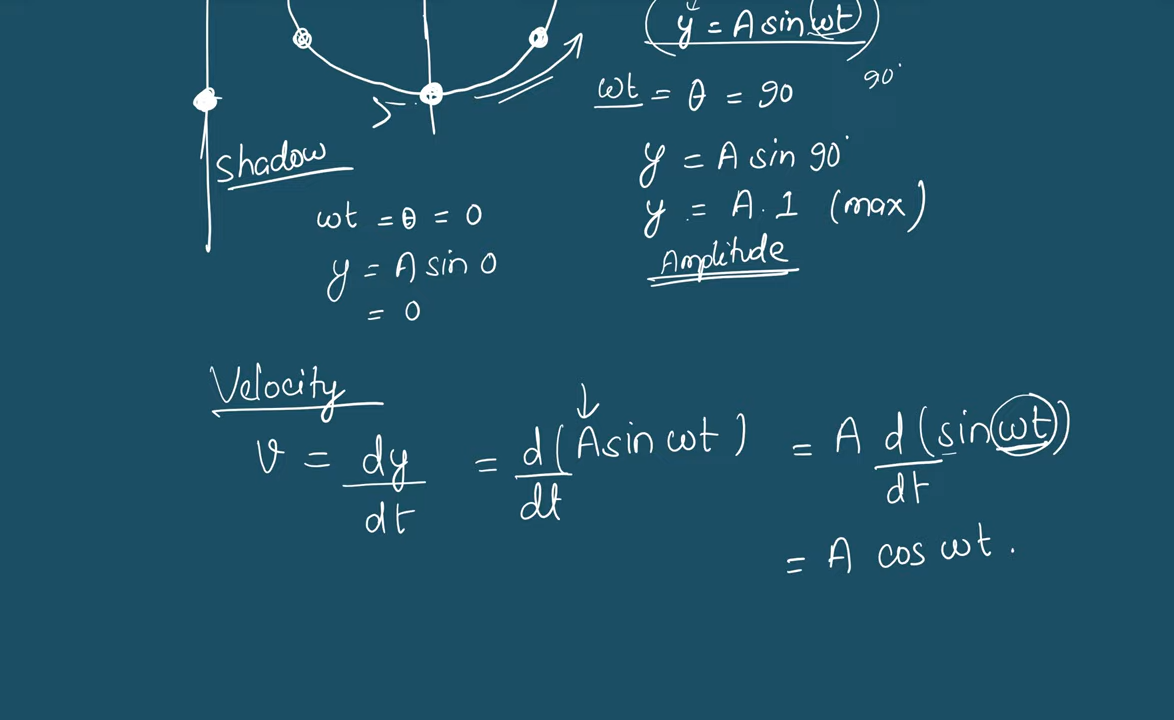 y = A sin ωt
90°
ωt = θ = 90
y = A sin 90°
y = A . 1 (max)
Amplitude
Shadow
ωt = θ = 0
y = A sin 0
= 0
Velocity
v = dy/dt = d/dt (A sin ωt) = A d/dt (sin(ωt))
= A cos ωt .